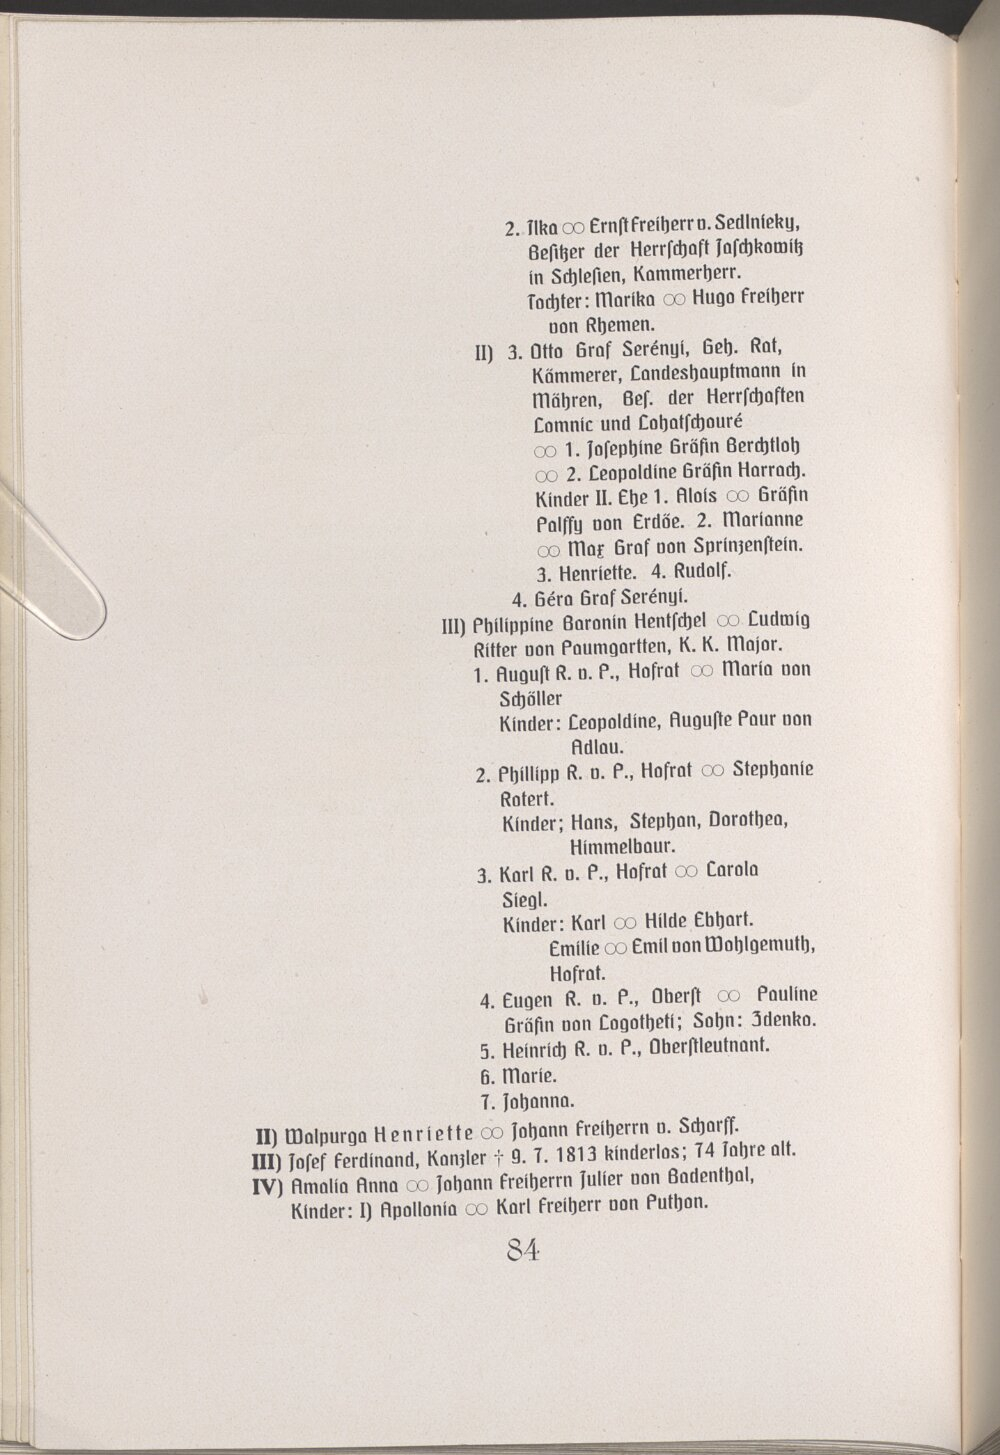 2. Ilka ∞ Ernst Freiherr v. Sedlnieky,
Besitzer der Herrschaft Jaschkowitz
in Schlesien, Kammerherr.
Tochter: Marika ∞ Hugo Freiherr
von Rhemen.
II) 3. Otto Graf Serényi, Geh. Rat,
Kämmerer, Landeshauptmann in
Mähren, Bes. der Herrschaften
Lomnic und Lohatschouré
∞ 1. Josephine Gräfin Berchtloh
∞ 2. Leopoldine Gräfin Harrach.
Kinder II. Ehe 1. Alois ∞ Gräfin
Palffy von Erdöe. 2. Marianne
∞ Max Graf von Sprinzenstein.
3. Henriette. 4. Rudolf.
4. Géra Graf Serényi.
III) Philippine Baronin Hentschel ∞ Ludwig
Ritter von Paumgartten, K. K. Major.
1. August R. v. P., Hofrat ∞ Maria von
Schöller
Kinder: Leopoldine, Auguste Paur von
Adlau.
2. Phillipp R. v. P., Hofrat ∞ Stephanie
Ratert.
Kinder; Hans, Stephan, Dorothea,
Himmelbaur.
3. Karl R. v. P., Hofrat ∞ Carola
Siegl.
Kinder: Karl ∞ Hilde Ebhart.
Emilie ∞ Emil von Wohlgemuth,
Hofrat.
4. Eugen R. v. P., Oberst ∞ Pauline
Gräfin von Logotheti; Sohn: Zdenko.
5. Heinrich R. v. P., Oberstleutnant.
6. Marie.
7. Johanna.
II) Walpurga Henriette ∞ Johann Freiherrn v. Scharff.
III) Josef Ferdinand, Kanzler † 9. 7. 1813 kinderlos; 74 Jahre alt.
IV) Amalia Anna ∞ Johann Freiherrn Julier von Badenthal,
Kinder: I) Apollonia ∞ Karl Freiherr von Puthon.
84